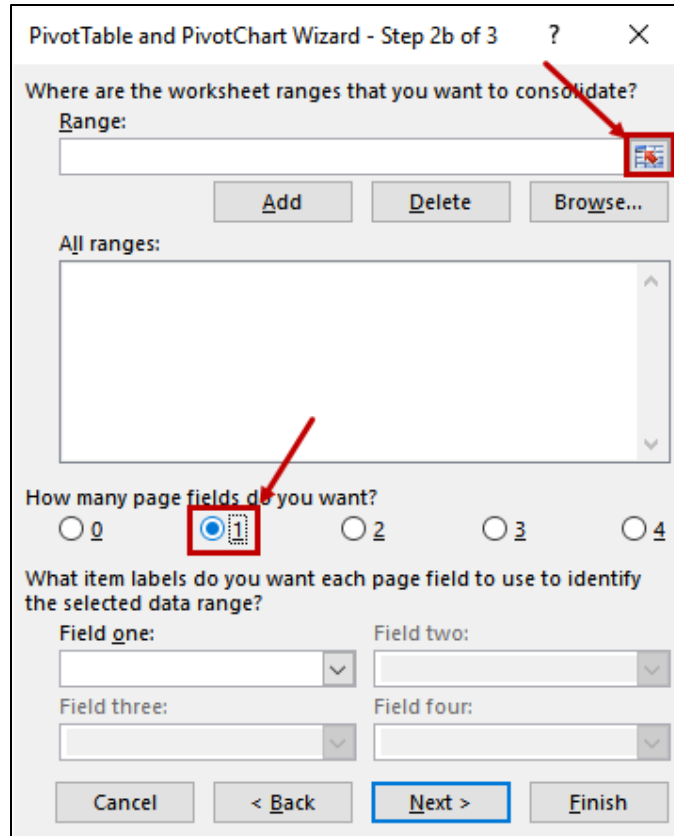 PivotTable and PivotChart Wizard - Step 2b of 3 ?
Where are the worksheet ranges that you want to consolidate?
Range:
Add Delete Browse...
All ranges:
How many page fields do you want?
0 1 2 3 4
What item labels do you want each page field to use to identify
the selected data range?
Field one: Field two:
Field three: Field four:
Cancel < Back Next > Finish